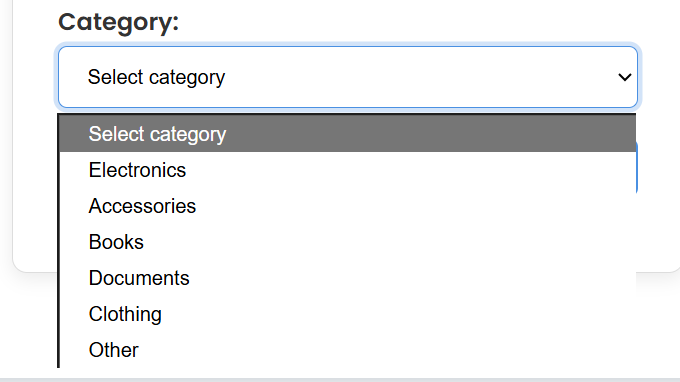 Category:
Select category
Select category
Electronics
Accessories
Books
Documents
Clothing
Other